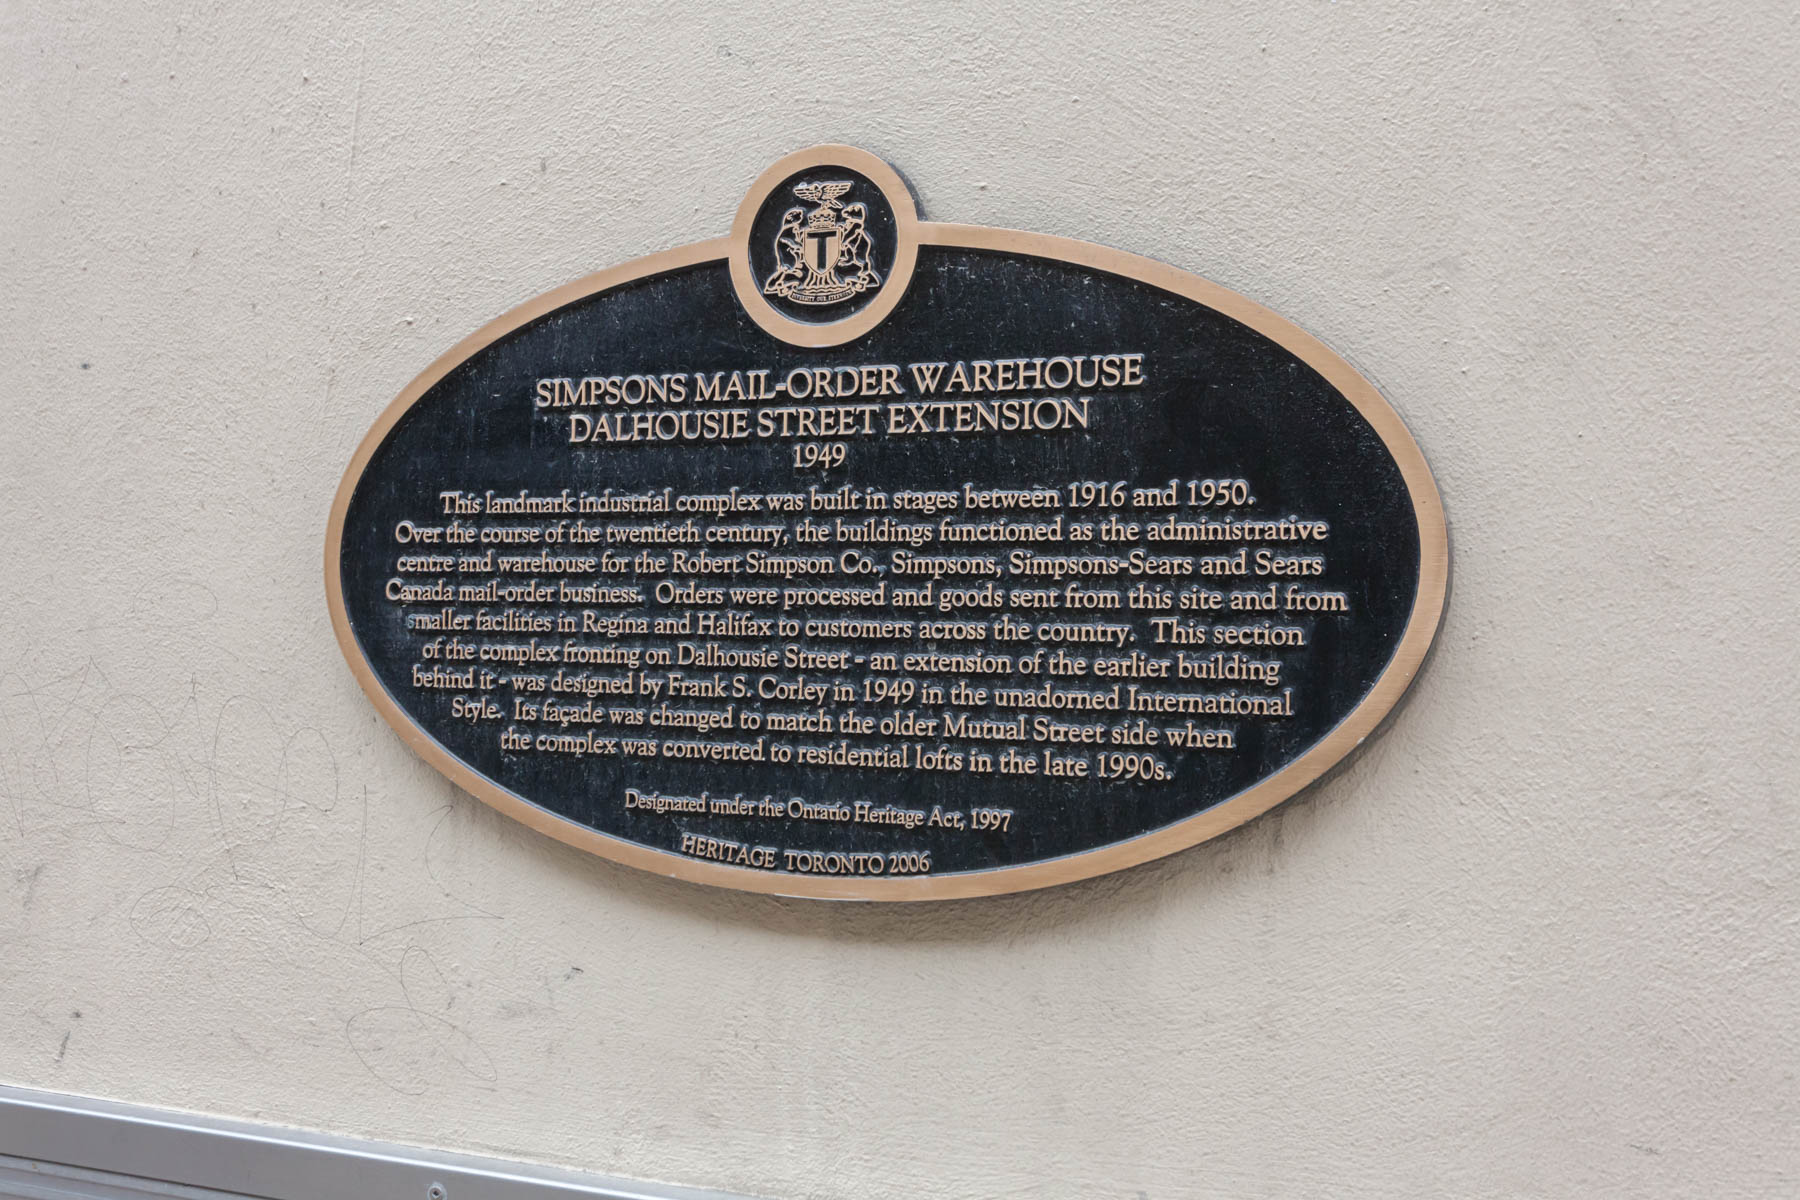 DIVERSITY OUR STRENGTH
SIMPSONS MAIL-ORDER WAREHOUSE
DALHOUSIE STREET EXTENSION
1949
This landmark industrial complex was built in stages between 1916 and 1950.
Over the course of the twentieth century, the buildings functioned as the administrative
centre and warehouse for the Robert Simpson Co., Simpsons, Simpsons-Sears and Sears
Canada mail-order business. Orders were processed and goods sent from this site and from
smaller facilities in Regina and Halifax to customers across the country. This section
of the complex fronting on Dalhousie Street - an extension of the earlier building
behind it - was designed by Frank S. Corley in 1949 in the unadorned International
Style. Its façade was changed to match the older Mutual Street side when
the complex was converted to residential lofts in the late 1990s.
Designated under the Ontario Heritage Act, 1997
HERITAGE TORONTO 2006